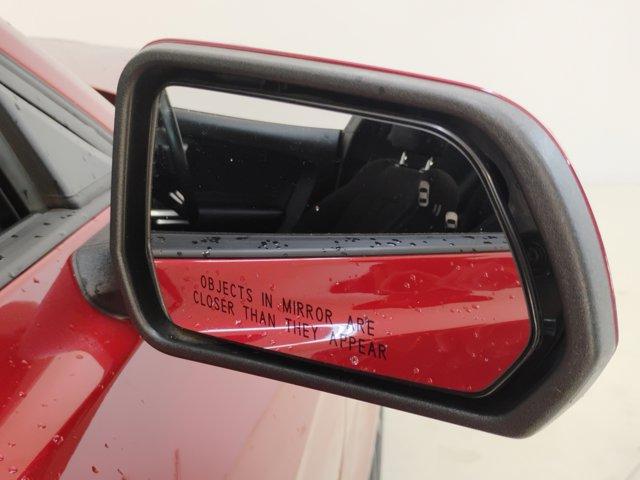 OBJECTS IN MIRROR ARE
CLOSER THAN THEY APPEAR